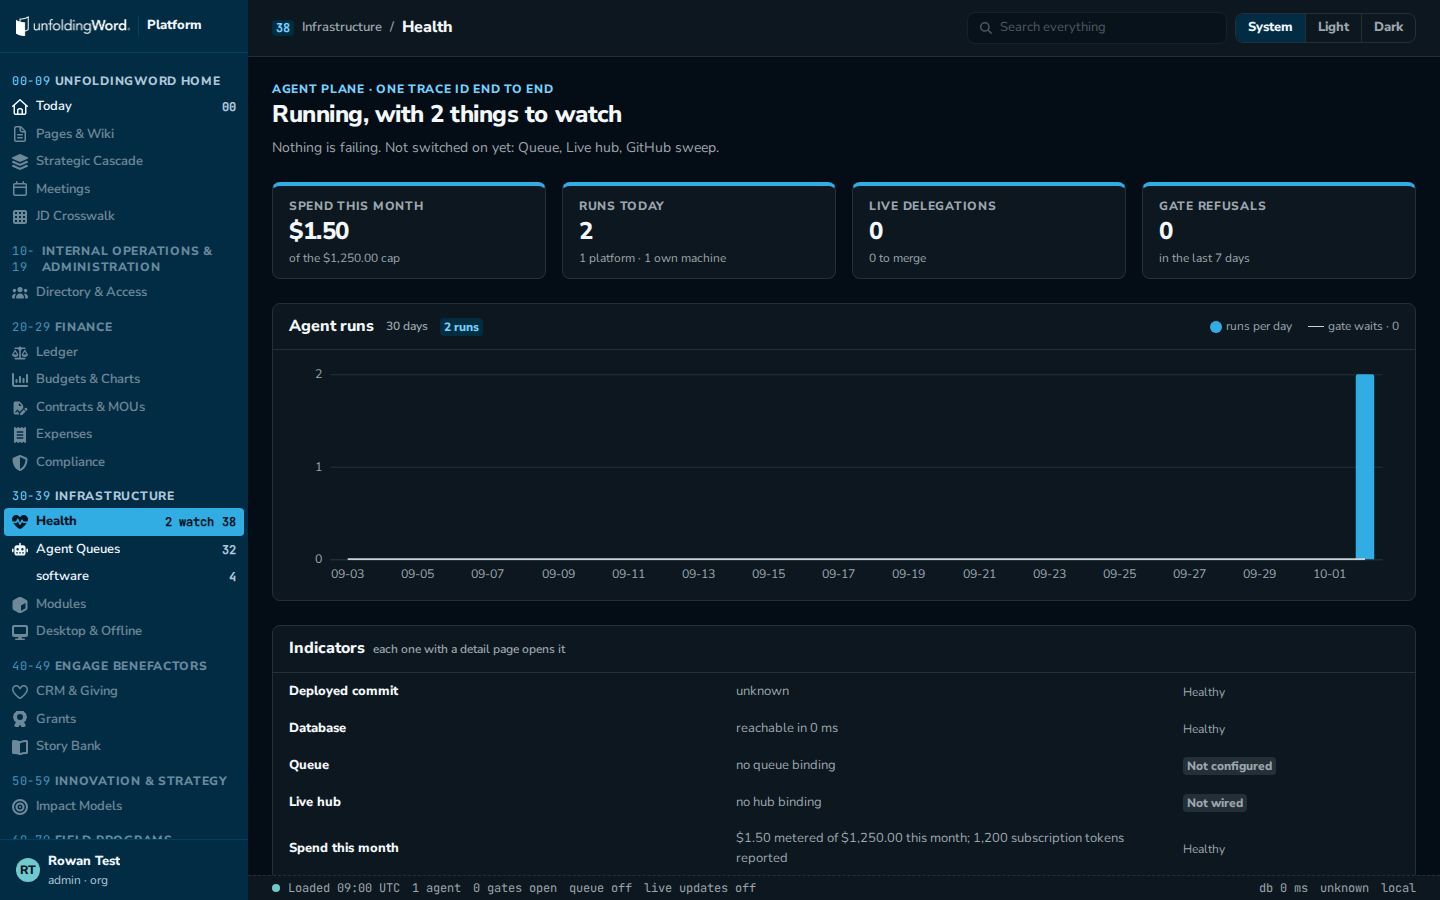 unfoldingWord Platform
00-09 UNFOLDINGWORD HOME
Today 00
Pages & Wiki
Strategic Cascade
Meetings
JD Crosswalk
10-19 INTERNAL OPERATIONS &
ADMINISTRATION
Directory & Access
20-29 FINANCE
Ledger
Budgets & Charts
Contracts & MOUs
Expenses
Compliance
30-39 INFRASTRUCTURE
Health 2 watch 38
Agent Queues 32
software 4
Modules
Desktop & Offline
40-49 ENGAGE BENEFACTORS
CRM & Giving
Grants
Story Bank
50-59 INNOVATION & STRATEGY
Impact Models
RT Rowan Test
admin · org
38 Infrastructure / Health
Search everything
System Light Dark
AGENT PLANE · ONE TRACE ID END TO END
Running, with 2 things to watch
Nothing is failing. Not switched on yet: Queue, Live hub, GitHub sweep.
SPEND THIS MONTH
$1.50
of the $1,250.00 cap
RUNS TODAY
2
1 platform · 1 own machine
LIVE DELEGATIONS
0
0 to merge
GATE REFUSALS
0
in the last 7 days
Agent runs 30 days 2 runs
runs per day gate waits · 0
2
1
0
09-03 09-05 09-07 09-09 09-11 09-13 09-15 09-17 09-19 09-21 09-23 09-25 09-27 09-29 10-01
Indicators each one with a detail page opens it
Deployed commit unknown Healthy
Database reachable in 0 ms Healthy
Queue no queue binding Not configured
Live hub no hub binding Not wired
Spend this month $1.50 metered of $1,250.00 this month; 1,200 subscription tokens
reported Healthy
Loaded 09:00 UTC 1 agent 0 gates open queue off live updates off
db 0 ms unknown local